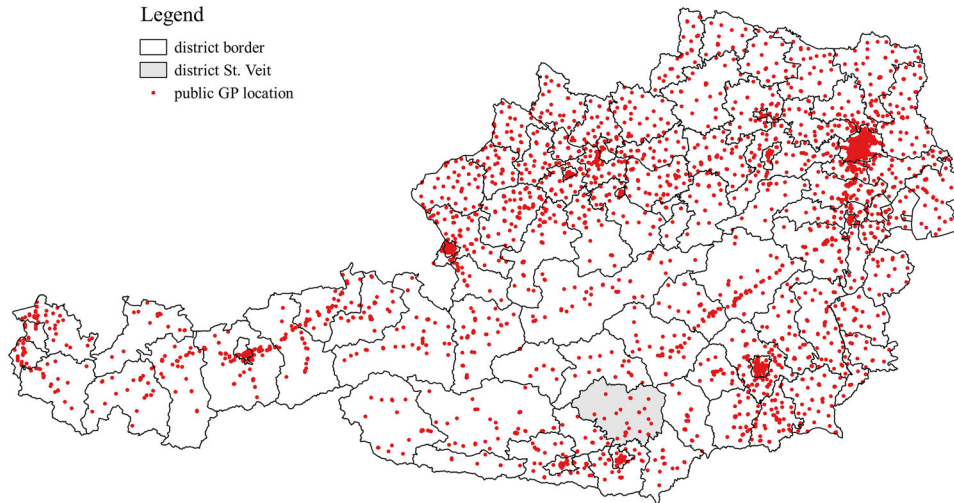 Legend
district border
district St. Veit
public GP location